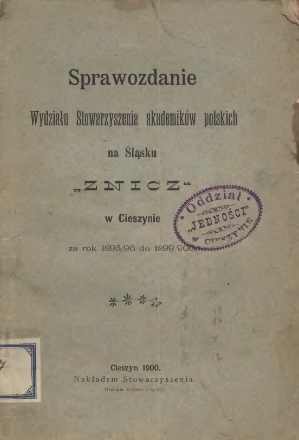 Sprawozdanie
Wydziału Stowarzyszenia akademików polskich
na Śląsku
„ZNICZ“
w Cieszynie
za rok 1895/96 do 1899/900.
Oddział
"JEDNOŚCI"
w CIESZYNIE
Cieszyn 1900.
Nakładem Stowarzyszenia.